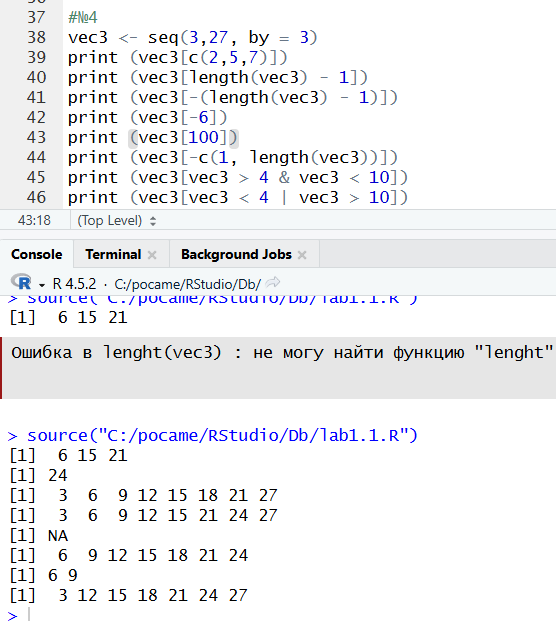 37 #№4
38 vec3 <- seq(3,27, by = 3)
39 print (vec3[c(2,5,7)])
40 print (vec3[length(vec3) - 1])
41 print (vec3[-(length(vec3) - 1)])
42 print (vec3[-6])
43 print (vec3[100])
44 print (vec3[-c(1, length(vec3))])
45 print (vec3[vec3 > 4 & vec3 < 10])
46 print (vec3[vec3 < 4 | vec3 > 10])
43:18 (Top Level)
Console Terminal Background Jobs
R 4.5.2 · C:/pocame/RStudio/Db/
> source("C:/pocame/RStudio/Db/lab1.1.R")
[1]  6 15 21
Ошибка в lenght(vec3) : не могу найти функцию "lenght"
> source("C:/pocame/RStudio/Db/lab1.1.R")
[1]  6 15 21
[1] 24
[1]  3  6  9 12 15 18 21 27
[1]  3  6  9 12 15 21 24 27
[1] NA
[1]  6  9 12 15 18 21 24
[1] 6 9
[1]  3 12 15 18 21 24 27
>